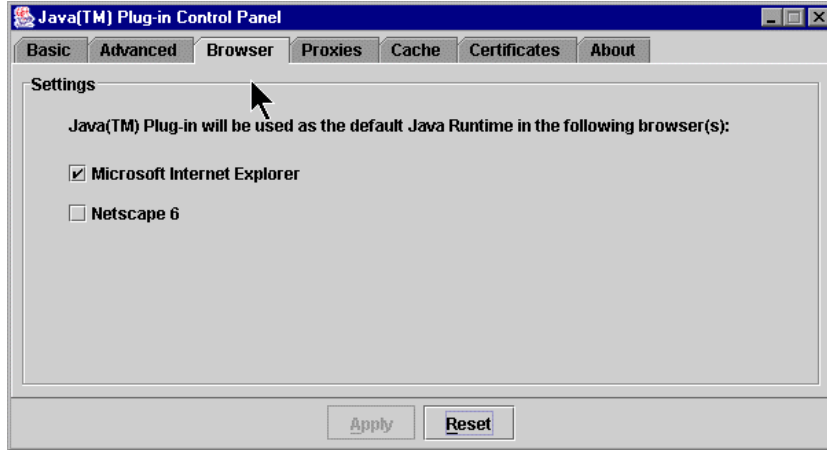 Java(TM) Plug-in Control Panel
Basic Advanced Browser Proxies Cache Certificates About
Settings
Java(TM) Plug-in will be used as the default Java Runtime in the following browser(s):
Microsoft Internet Explorer
Netscape 6
Apply Reset